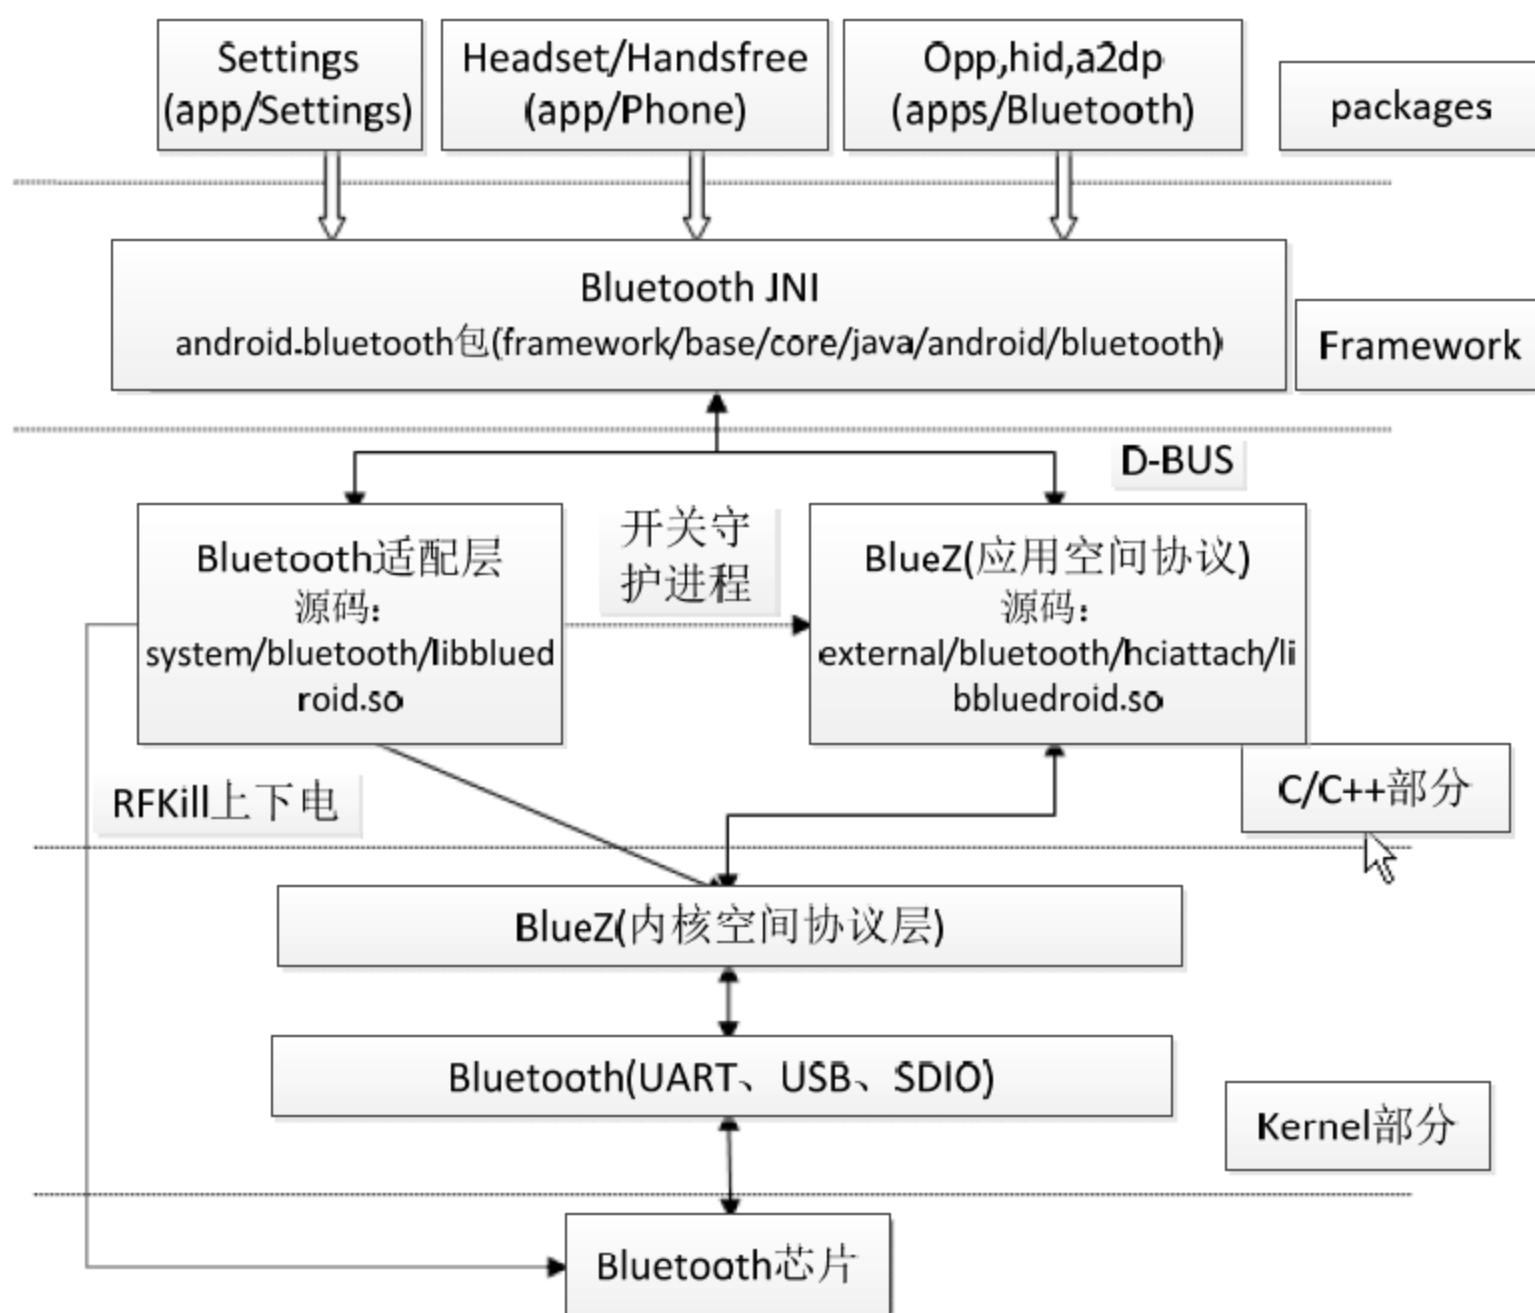 Settings
(app/Settings)
Headset/Handsfree
(app/Phone)
Opp,hid,a2dp
(apps/Bluetooth)
packages
Bluetooth JNI
android.bluetooth包(framework/base/core/java/android/bluetooth)
Framework
D-BUS
Bluetooth适配层
源码：
system/bluetooth/libblued
roid.so
开关守
护进程
BlueZ(应用空间协议)
源码：
external/bluetooth/hciattach/li
bbluedroid.so
RFKill上下电
C/C++部分
BlueZ(内核空间协议层)
Bluetooth(UART、USB、SDIO)
Kernel部分
Bluetooth芯片